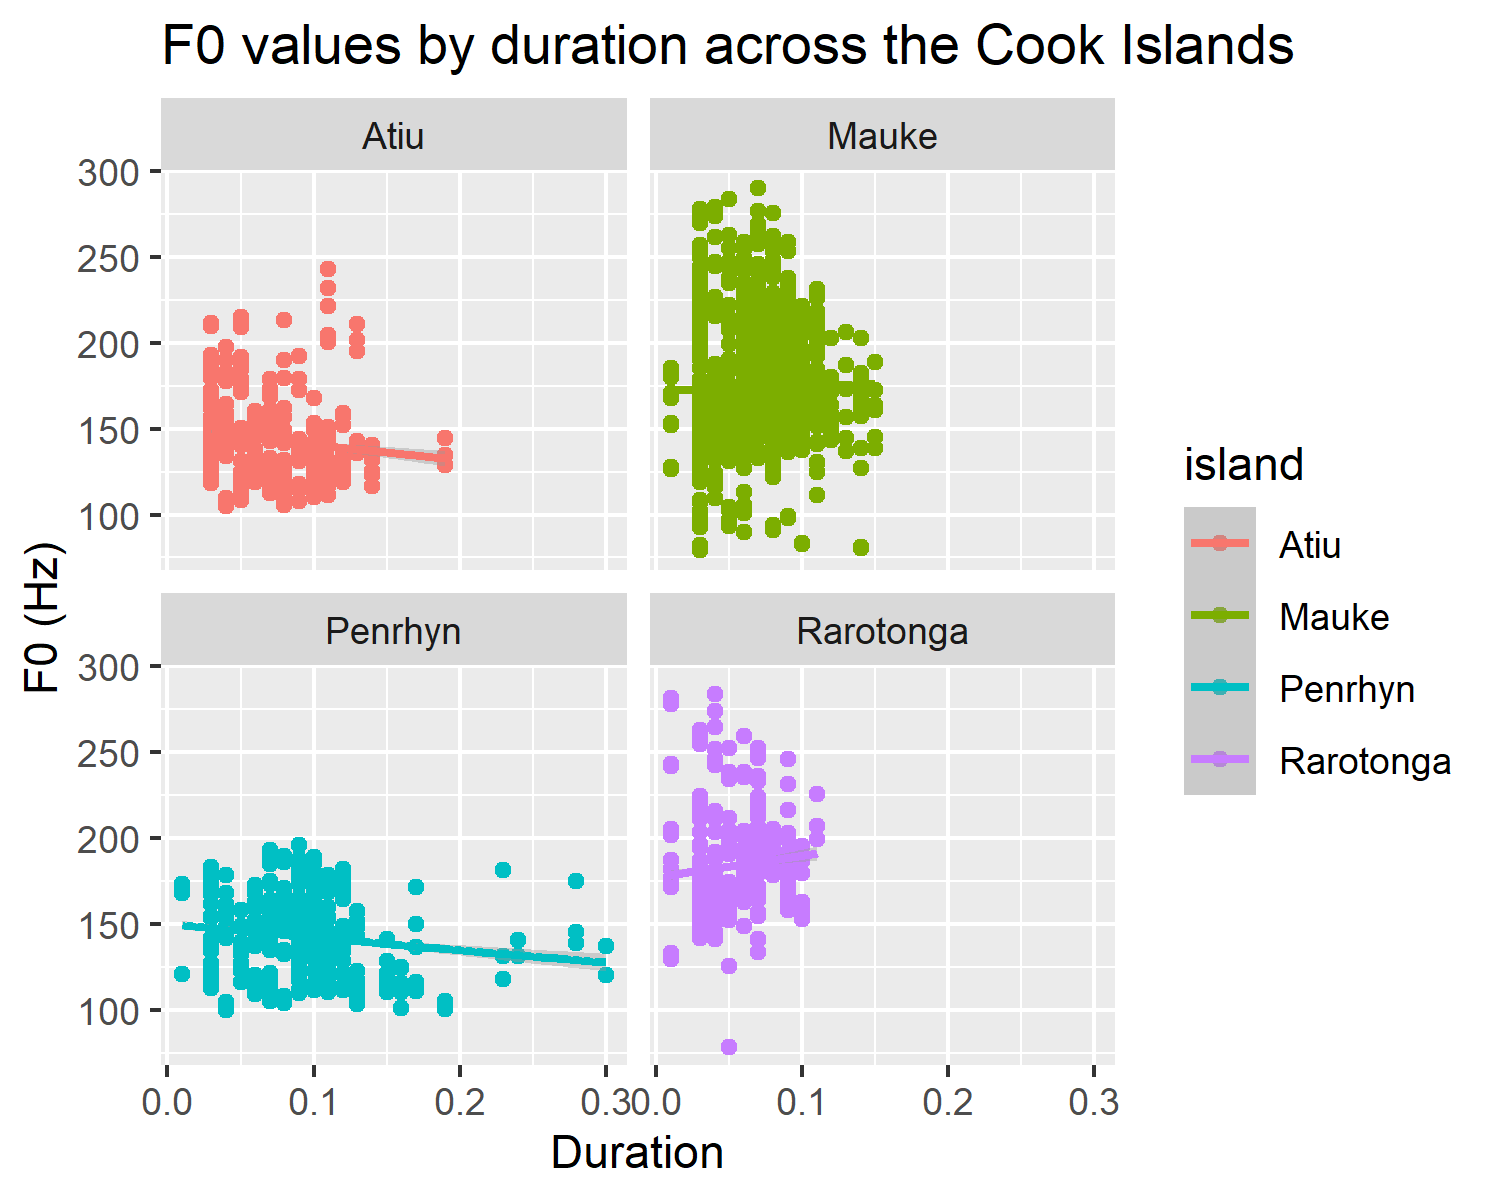 F0 values by duration across the Cook Islands
Atiu
Mauke
300
250
200
150
100
Penrhyn
Rarotonga
300
250
200
150
100
0.0
0.1
0.2
0.3
0.0
0.1
0.2
0.3
F0 (Hz)
Duration
island
Atiu
Mauke
Penrhyn
Rarotonga